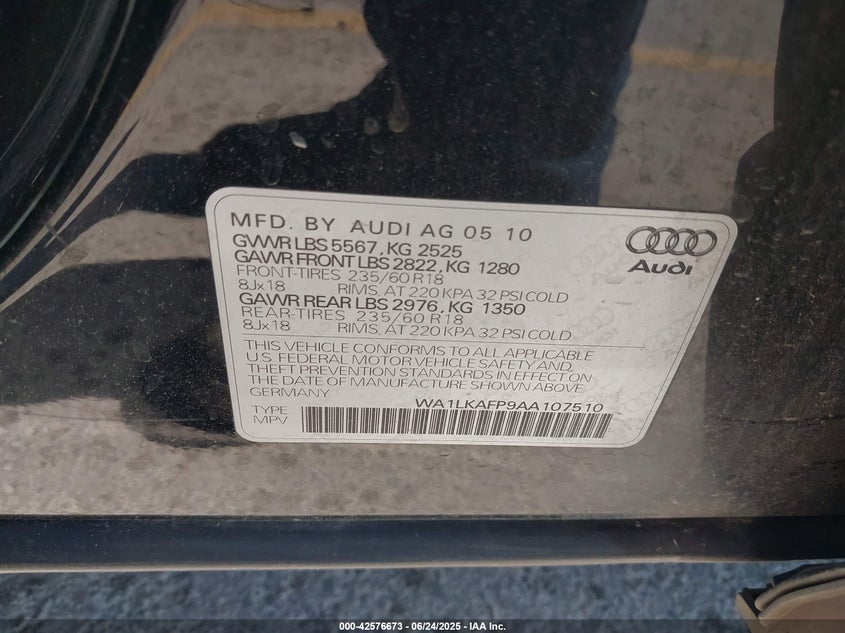 MFD. BY AUDI AG 05 10
GVWR LBS 5567, KG 2525
GAWR FRONT LBS 2822, KG 1280
FRONT-TIRES 235/60 R18
8Jx18 RIMS, AT 220 KPA 32 PSI COLD
GAWR REAR LBS 2976, KG 1350
REAR-TIRES 235/60 R18
8Jx18 RIMS, AT 220 KPA 32 PSI COLD
Audi
THIS VEHICLE CONFORMS TO ALL APPLICABLE
U.S. FEDERAL MOTOR VEHICLE SAFETY AND
THEFT PREVENTION STANDARDS IN EFFECT ON
THE DATE OF MANUFACTURE SHOWN ABOVE
GERMANY WA1LKAFP9AA107510
TYPE
MPV
000-42576673 - 06/24/2025 - IAA Inc.